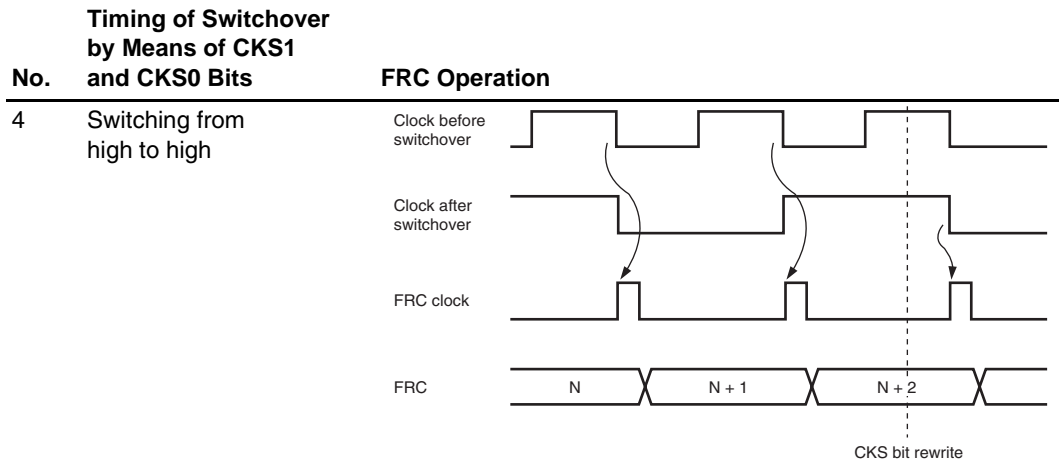 No.
Timing of Switchover
by Means of CKS1
and CKS0 Bits
FRC Operation
4
Switching from
high to high
Clock before
switchover
Clock after
switchover
FRC clock
FRC
N
N + 1
N + 2
CKS bit rewrite